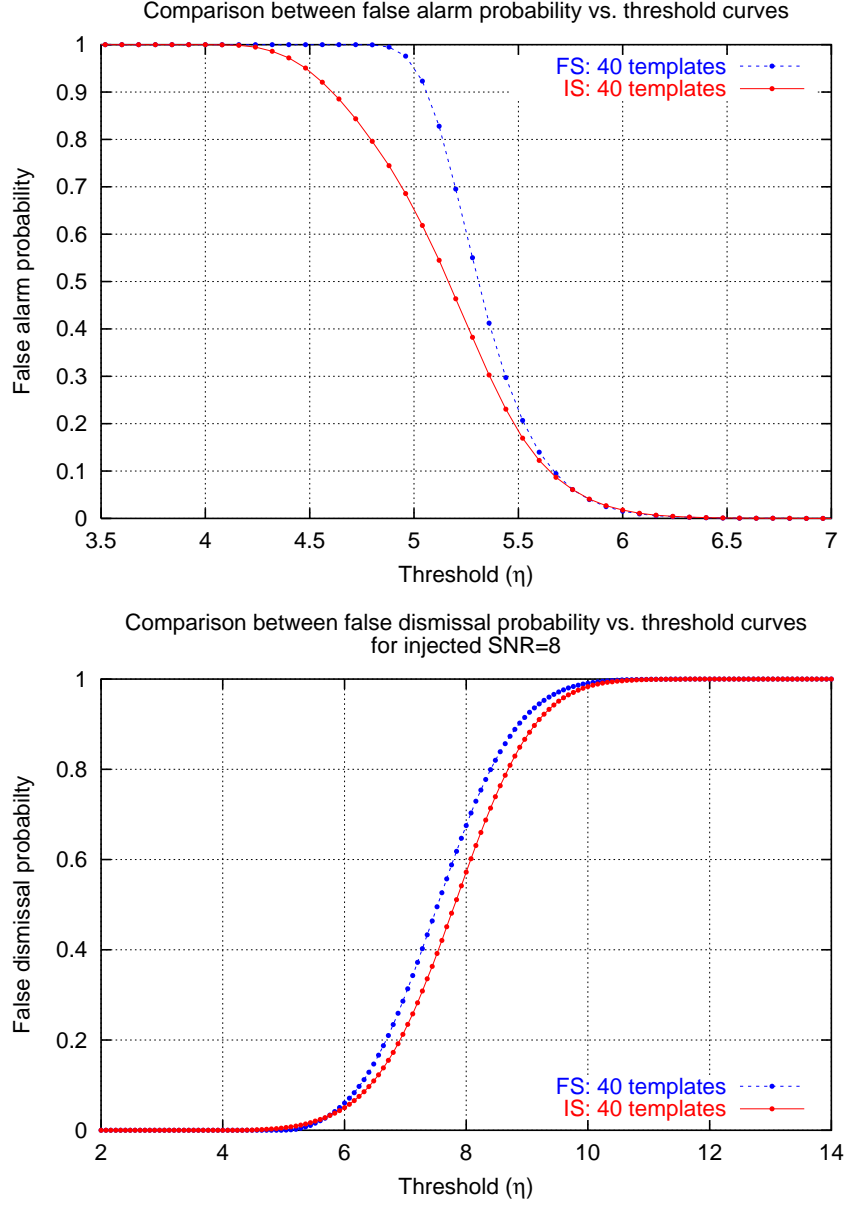 Comparison between false alarm probability vs. threshold curves
1
0.9
0.8
0.7
0.6
0.5
0.4
0.3
0.2
0.1
0
False alarm probability
FS: 40 templates
IS: 40 templates
3.5 4 4.5 5 5.5 6 6.5 7
Threshold (η)
Comparison between false dismissal probability vs. threshold curves
for injected SNR=8
1
0.8
0.6
0.4
0.2
0
False dismissal probabilty
FS: 40 templates
IS: 40 templates
2 4 6 8 10 12 14
Threshold (η)